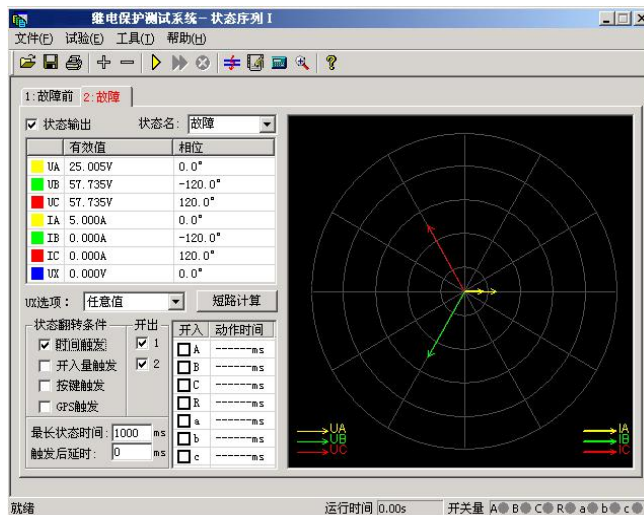 继电保护测试系统-状态序列 I
文件(F) 试验(E) 工具(T) 帮助(H)
1:故障前 2:故障
状态输出 状态名: 故障
有效值 相位
UA 25.005V 0.0°
UB 57.735V -120.0°
UC 57.735V 120.0°
IA 5.000A 0.0°
IB 0.000A -120.0°
IC 0.000A 120.0°
UX 0.000V 0.0°
UX选项: 任意值 短路计算
状态翻转条件 开出 开入 动作时间
时间触发 1 A ------ms
开入量触发 2 B ------ms
按键触发 C ------ms
GPS触发 R ------ms
最长状态时间: 1000 ms a ------ms
触发后延时: 0 ms b ------ms
c ------ms
UA IA
UB IB
UC IC
就绪 运行时间 0.00s 开关量 A B C R a b c